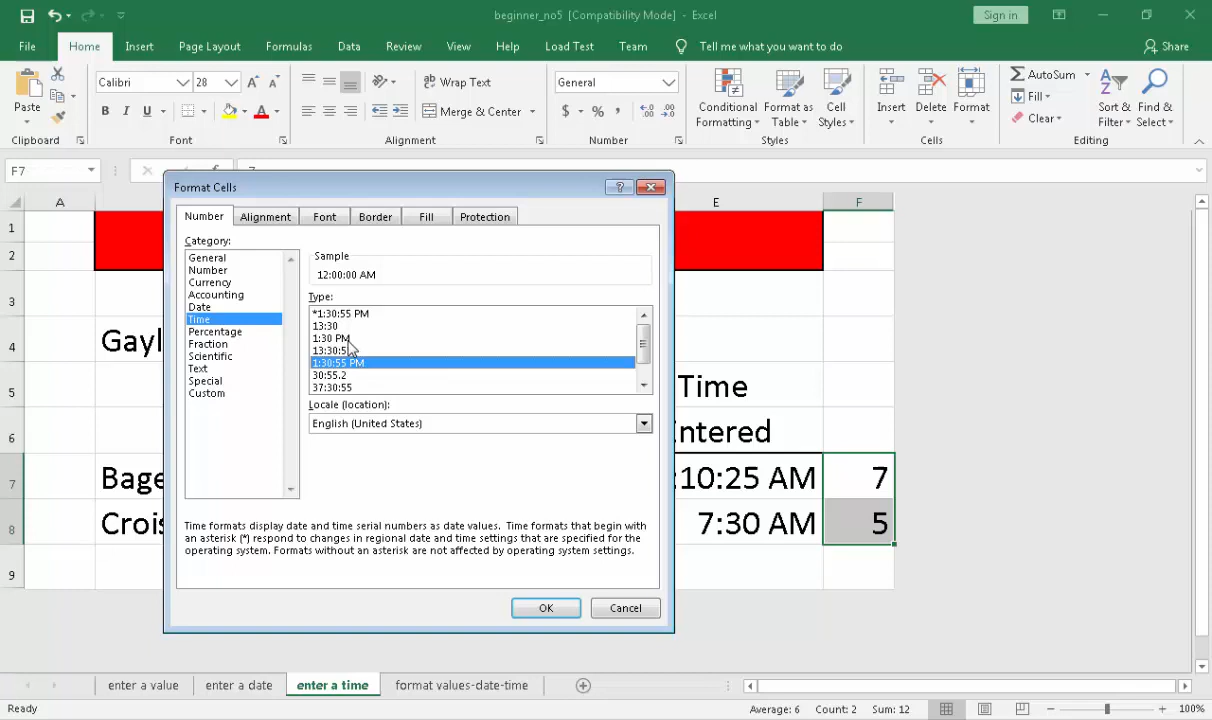 beginner_no5 [Compatibility Mode] - Excel
Sign in
File Home Insert Page Layout Formulas Data Review View Help Load Test Team Tell me what you want to do Share
Paste
Calibri 28
B I U
Wrap Text
Merge & Center
General
$ %
Conditional Formatting
Format as Table
Cell Styles
Insert
Delete
Format
AutoSum
Fill
Clear
Sort & Filter
Find & Select
Clipboard Font Alignment Number Styles Cells Editing
F7 7
Format Cells
Number Alignment Font Border Fill Protection
Category:
General
Number
Currency
Accounting
Date
Time
Percentage
Fraction
Scientific
Text
Special
Custom
Sample
12:00:00 AM
Type:
*1:30:55 PM
13:30
1:30 PM
13:30:5
1:30:55 PM
30:55.2
37:30:55
Locale (location):
English (United States)
Time formats display date and time serial numbers as date values. Time formats that begin with
an asterisk (*) respond to changes in regional date and time settings that are specified for the
operating system. Formats without an asterisk are not affected by operating system settings.
OK Cancel
A E F
1
2
3
4 Gayl
5 Time
6 Entered
7 Bage :10:25 AM 7
8 Crois 7:30 AM 5
9
enter a value enter a date enter a time format values-date-time
Ready Average: 6 Count: 2 Sum: 12 100%